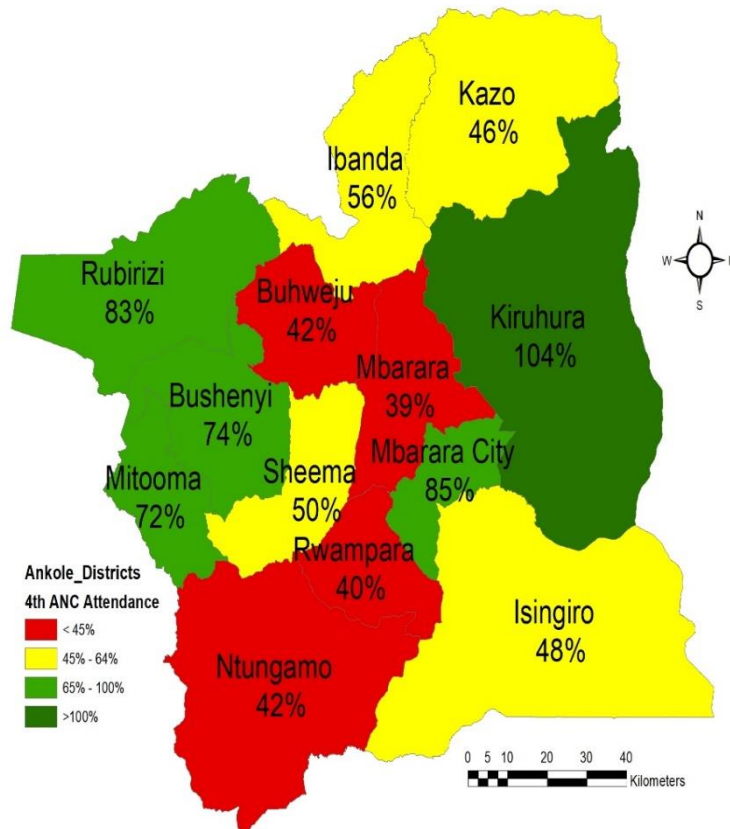 Kazo
46%
Ibanda
56%
N
W
E
S
Rubirizi
83%
Buhweju
42%
Kiruhura
104%
Mbarara
39%
Bushenyi
74%
Mbarara City
85%
Mitooma
72%
Sheema
50%
Rwampara
40%
Isingiro
48%
Ntungamo
42%
Ankole_Districts
4th ANC Attendance
< 45%
45% - 64%
65% - 100%
>100%
0 5 10 20 30 40
Kilometers